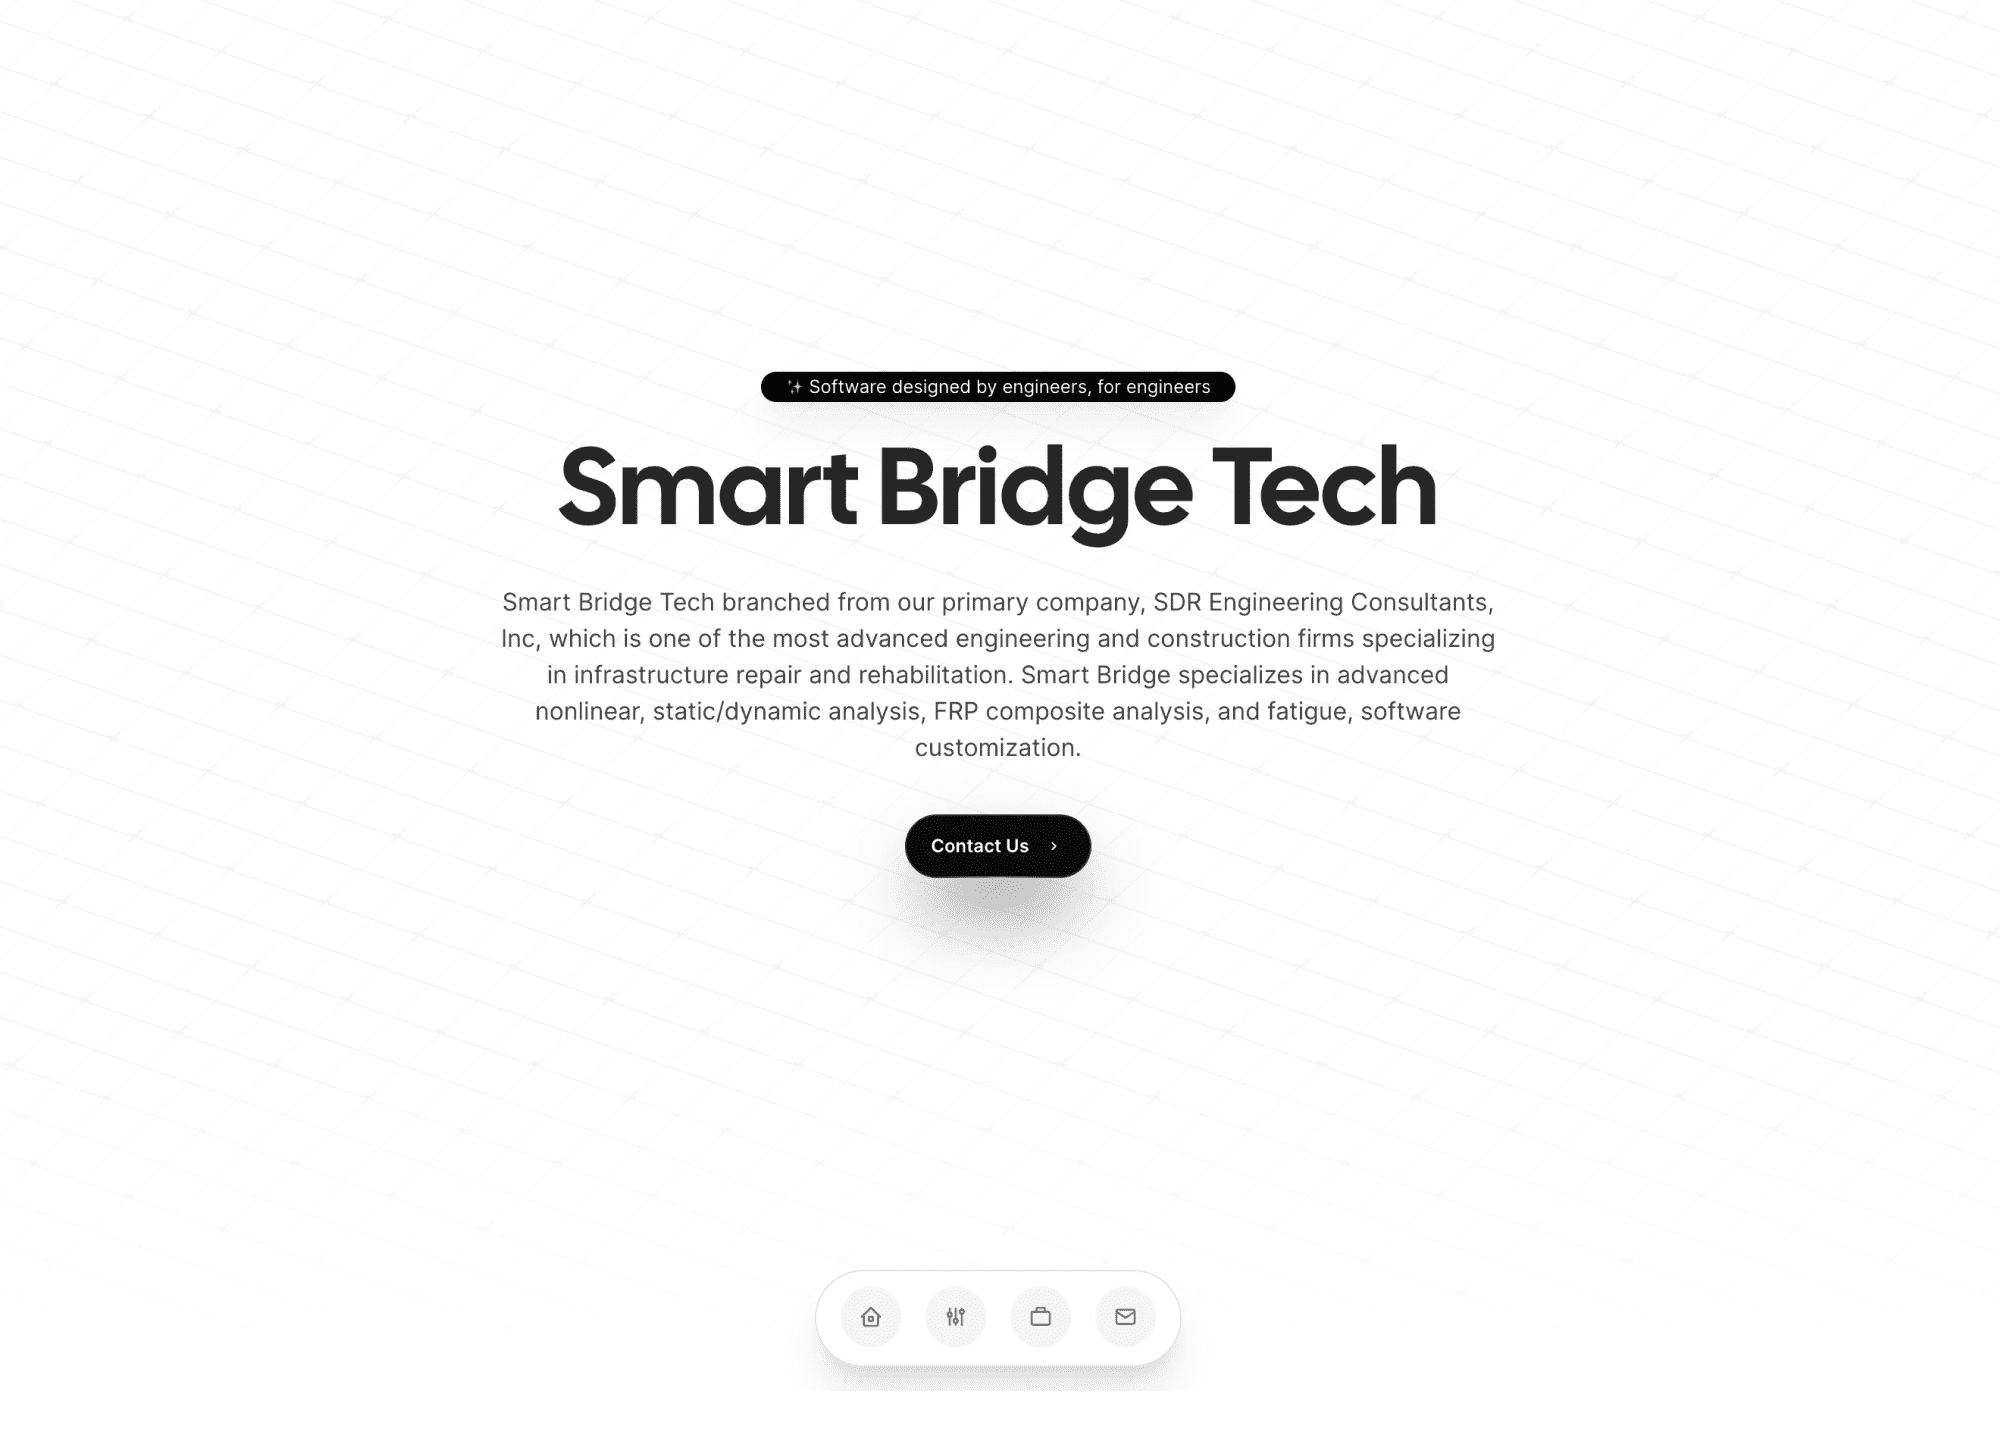 ✨ Software designed by engineers, for engineers
Smart Bridge Tech
Smart Bridge Tech branched from our primary company, SDR Engineering Consultants,
Inc, which is one of the most advanced engineering and construction firms specializing
in infrastructure repair and rehabilitation. Smart Bridge specializes in advanced
nonlinear, static/dynamic analysis, FRP composite analysis, and fatigue, software
customization.
Contact Us